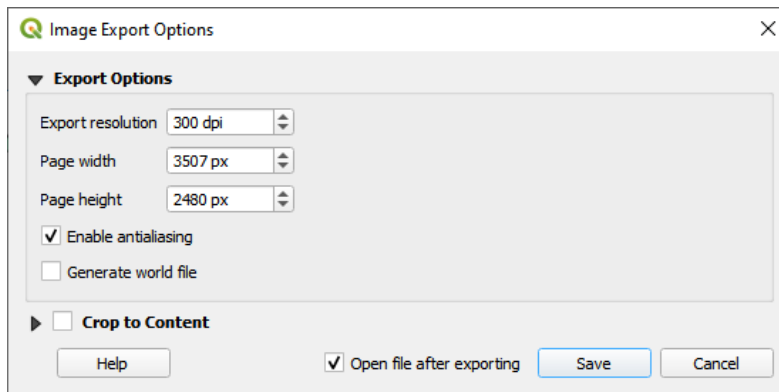 Image Export Options
Export Options
Export resolution 300 dpi
Page width 3507 px
Page height 2480 px
Enable antialiasing
Generate world file
Crop to Content
Help Open file after exporting Save Cancel